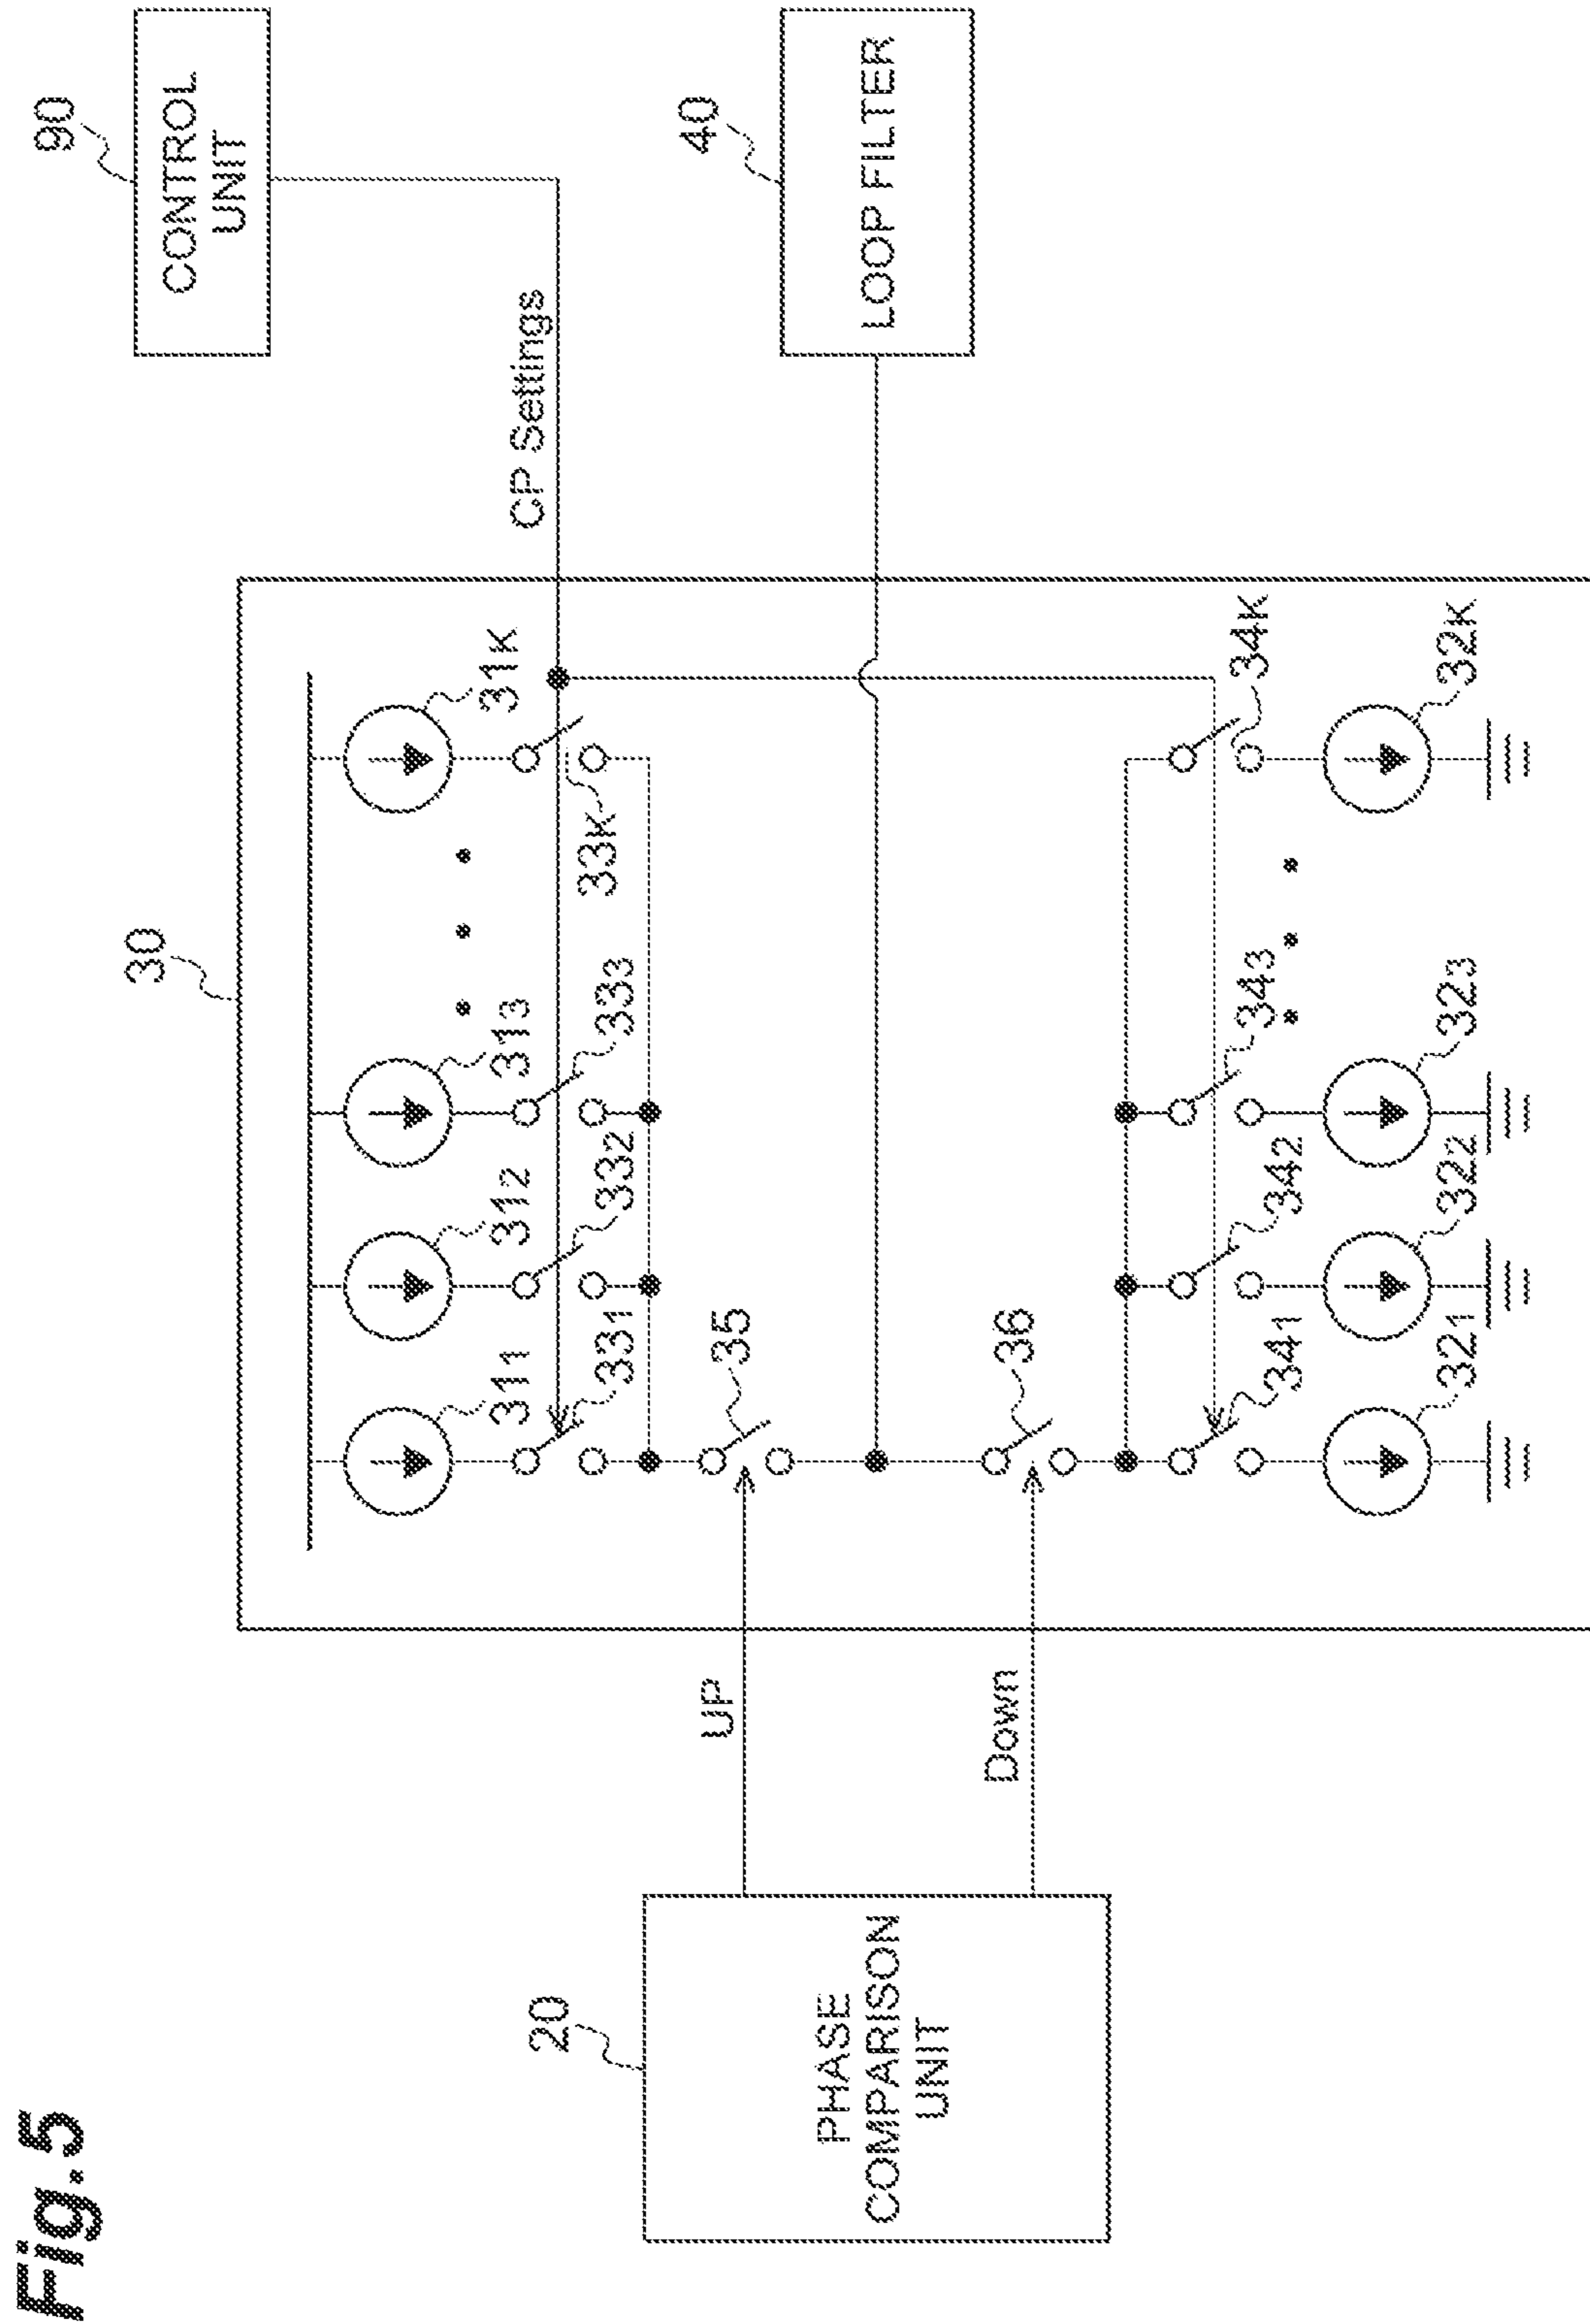 Fig.5
30
90
CONTROL
UNIT
CP Settings
311
312
313
31K
331
332
333
33K
20
PHASE
COMPARISON
UNIT
UP
Down
35
36
40
LOOP FILTER
341
342
343
34K
321
322
323
32K